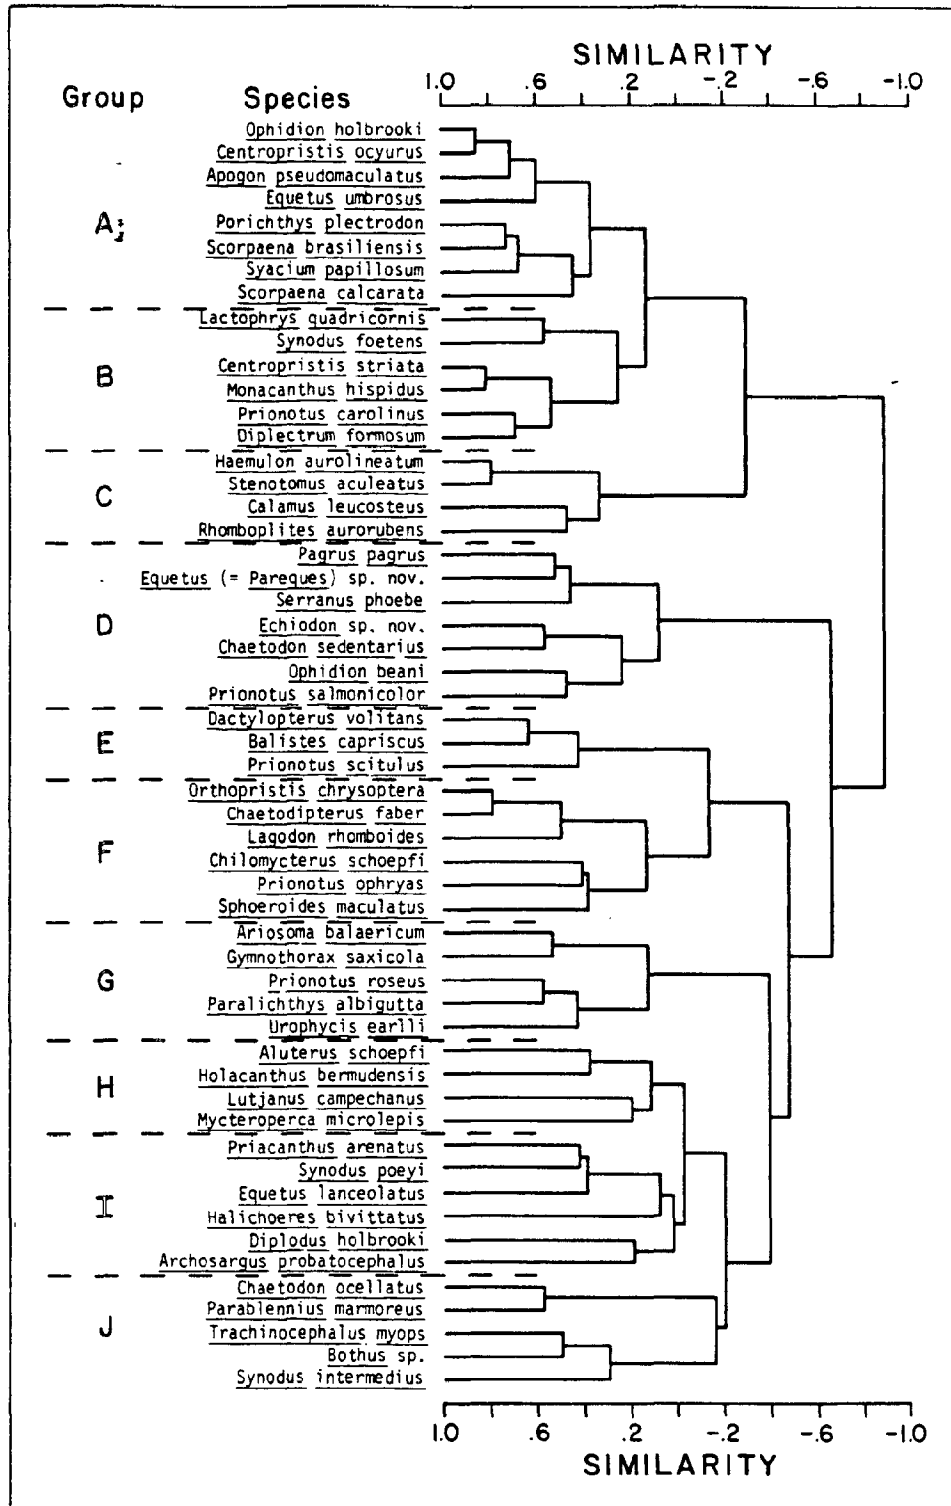 SIMILARITY
1.0 .6 .2 -.2 -.6 -1.0
Group Species
Ophidion holbrooki
Centropristis ocyurus
Apogon pseudomaculatus
Equetus umbrosus
A
Porichthys plectrodon
Scorpaena brasiliensis
Syacium papillosum
Scorpaena calcarata
Lactophrys quadricornis
Synodus foetens
Centropristis striata
B
Monacanthus hispidus
Prionotus carolinus
Diplectrum formosum
Haemulon aurolineatum
Stenotomus aculeatus
C
Calamus leucosteus
Rhomboplites aurorubens
Pagrus pagrus
Equetus (= Pareques) sp. nov.
Serranus phoebe
D
Echiodon sp. nov.
Chaetodon sedentarius
Ophidion beani
Prionotus salmonicolor
Dactylopterus volitans
E
Balistes capriscus
Prionotus scitulus
Orthopristis chrysoptera
Chaetodipterus faber
Lagodon rhomboides
F
Chilomycterus schoepfi
Prionotus ophryas
Sphoeroides maculatus
Ariosoma balaericum
Gymnothorax saxicola
G
Prionotus roseus
Paralichthys albigutta
Urophycis earlli
Aluterus schoepfi
Holacanthus bermudensis
H
Lutjanus campechanus
Mycteroperca microlepis
Priacanthus arenatus
Synodus poeyi
Equetus lanceolatus
I
Halichoeres bivittatus
Diplodus holbrooki
Archosargus probatocephalus
Chaetodon ocellatus
Parablennius marmoreus
J
Trachinocephalus myops
Bothus sp.
Synodus intermedius
1.0 .6 .2 -.2 -.6 -1.0
SIMILARITY